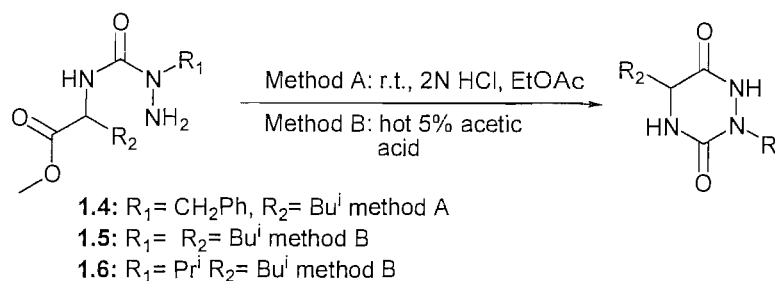 O
HN
N
R₁
NH₂
O
R₂
O
Method A: r.t., 2N HCl, EtOAc
Method B: hot 5% acetic
acid
O
R₂
NH
HN
N
R
O
1.4: R₁= CH₂Ph, R₂= Buⁱ method A
1.5: R₁= R₂= Buⁱ method B
1.6: R₁= Prⁱ R₂= Buⁱ method B